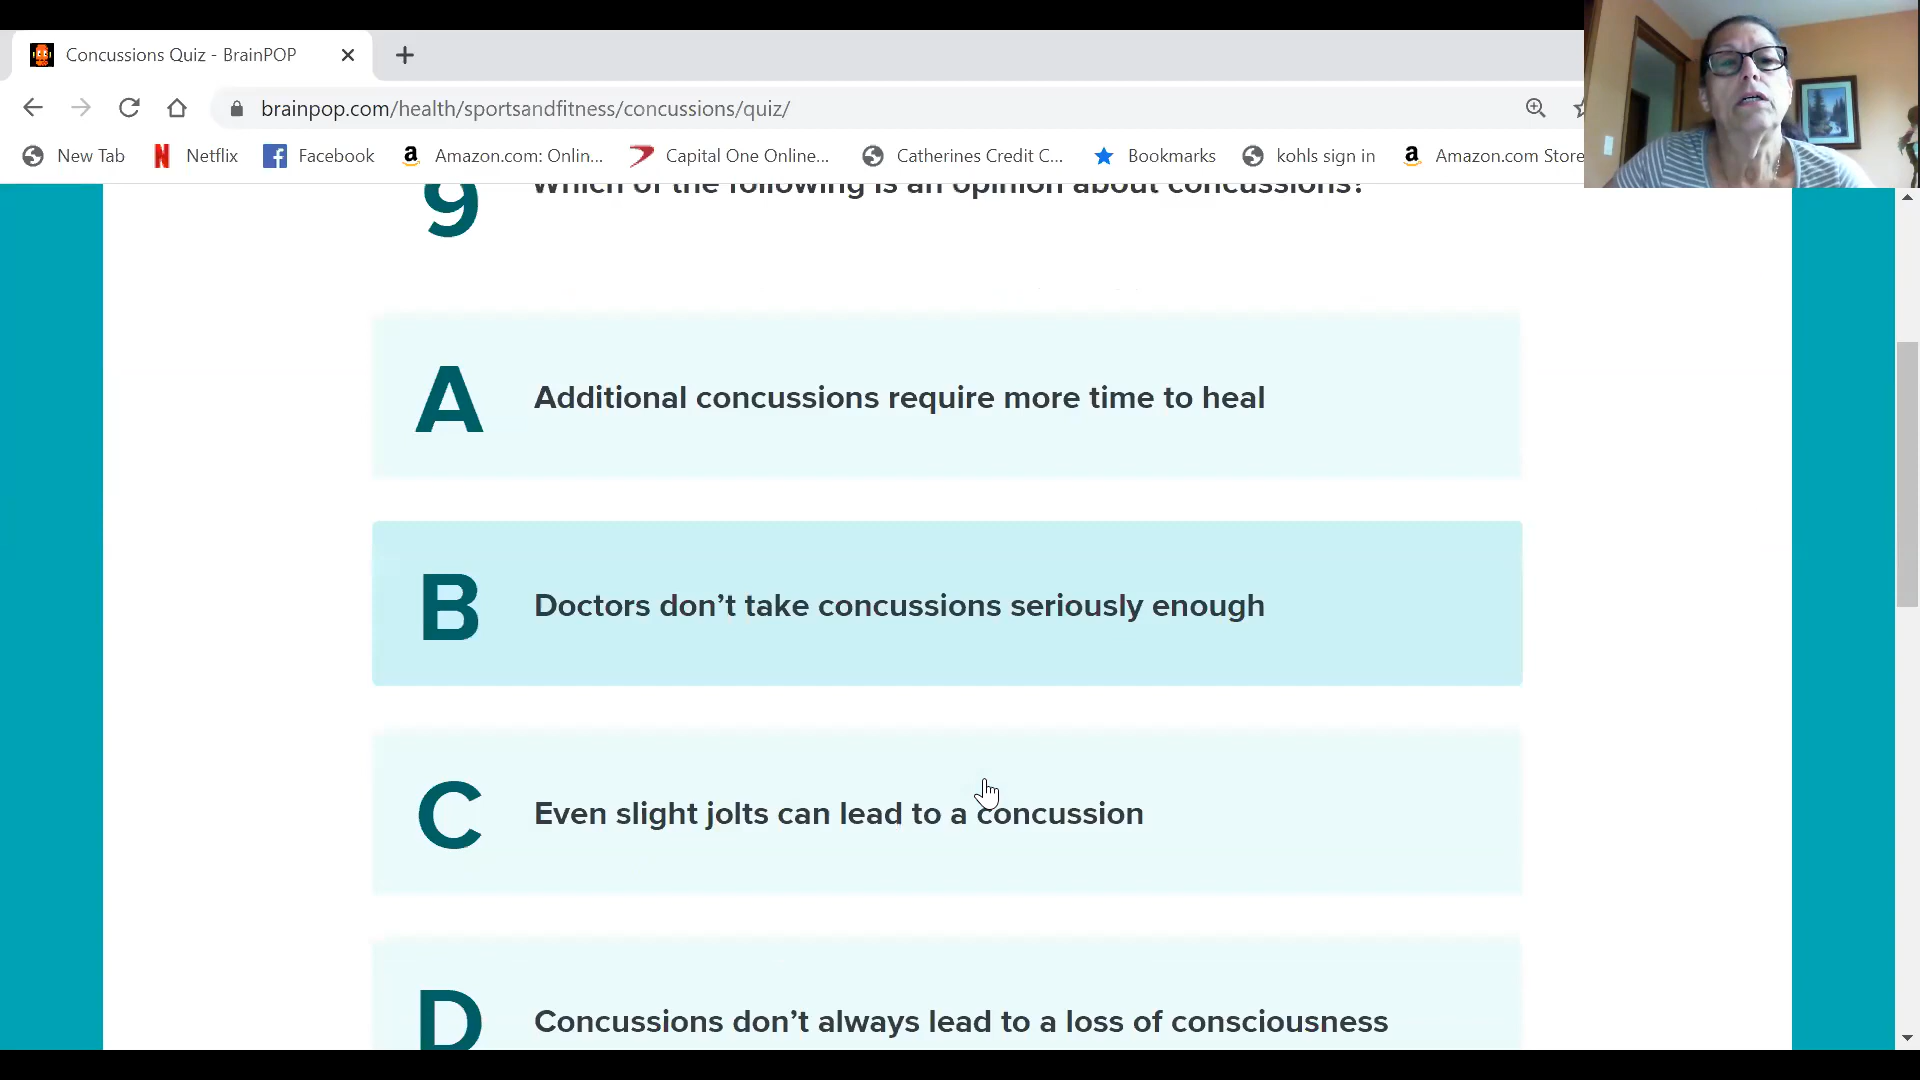 Concussions Quiz - BrainPOP
brainpop.com/health/sportsandfitness/concussions/quiz/
New Tab Netflix Facebook Amazon.com: Onlin... Capital One Online... Catherines Credit C... Bookmarks kohls sign in Amazon.com Store
9 Which of the following is an opinion about concussions?
A Additional concussions require more time to heal
B Doctors don’t take concussions seriously enough
C Even slight jolts can lead to a concussion
D Concussions don’t always lead to a loss of consciousness